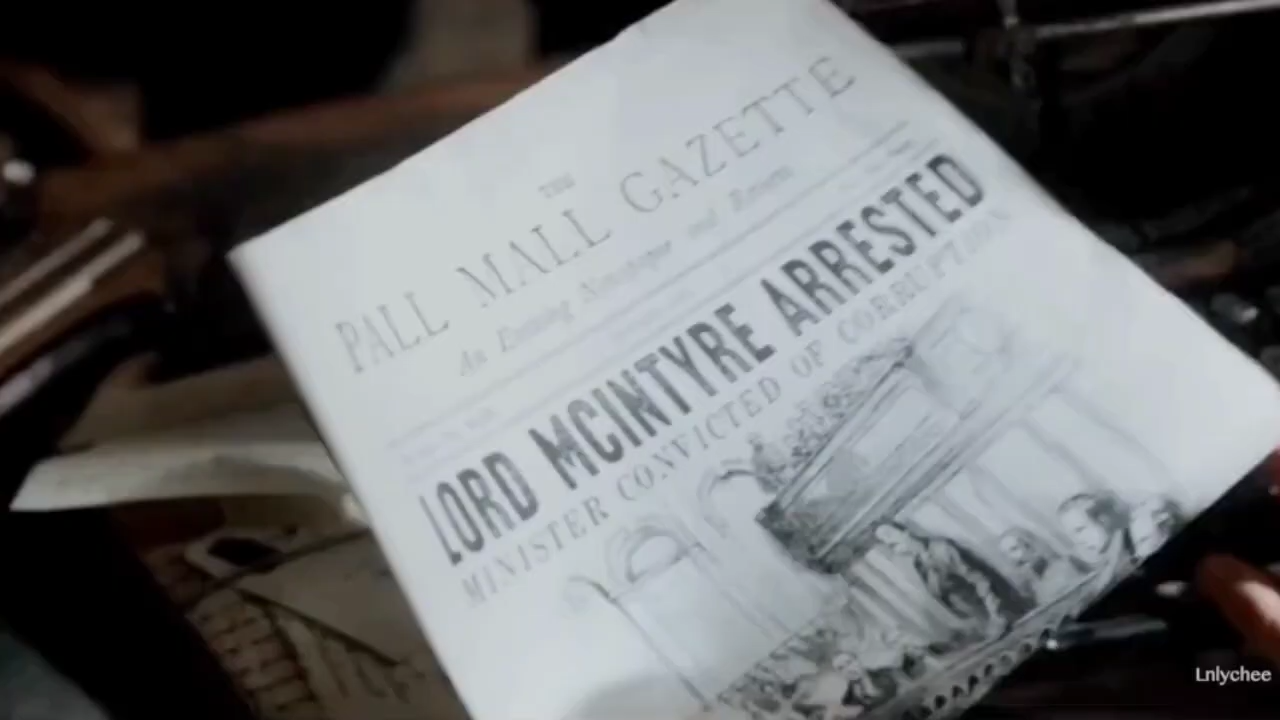 THE
PALL MALL GAZETTE
An Evening Newspaper and Review
LORD MCINTYRE ARRESTED
MINISTER CONVICTED OF CORRUPTION
Lnlychee